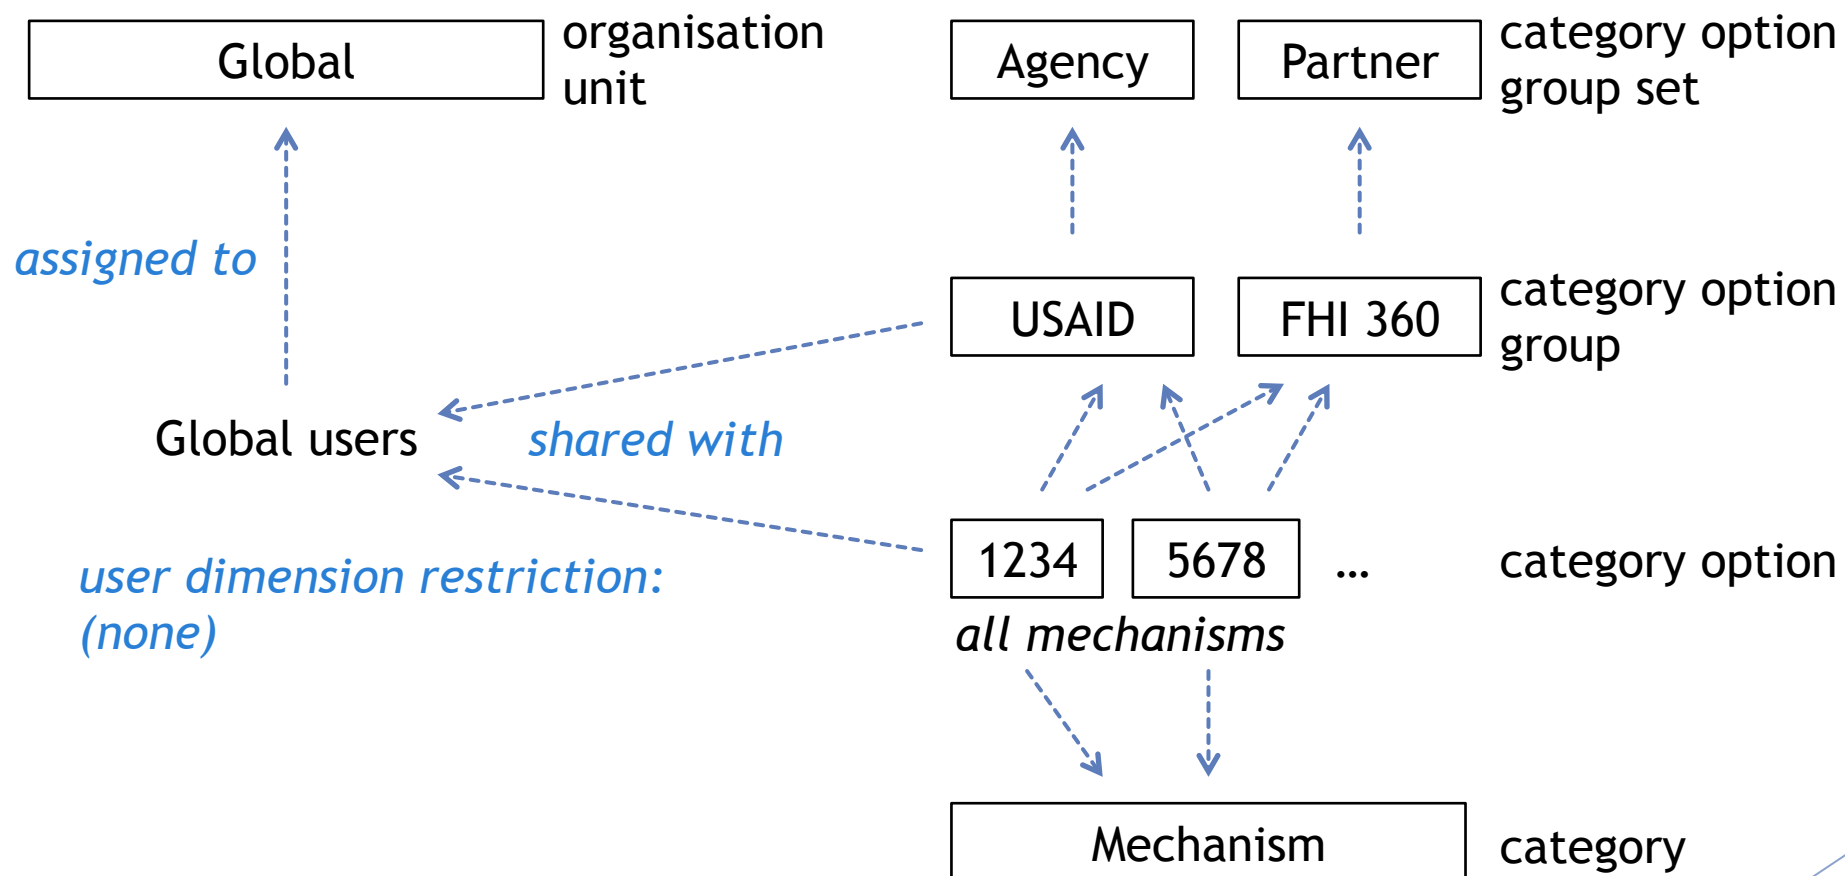 Global
organisation
unit
Agency
Partner
category option
group set
assigned to
USAID
FHI 360
category option
group
Global users
shared with
1234
5678
...
category option
user dimension restriction:
(none)
all mechanisms
Mechanism
category